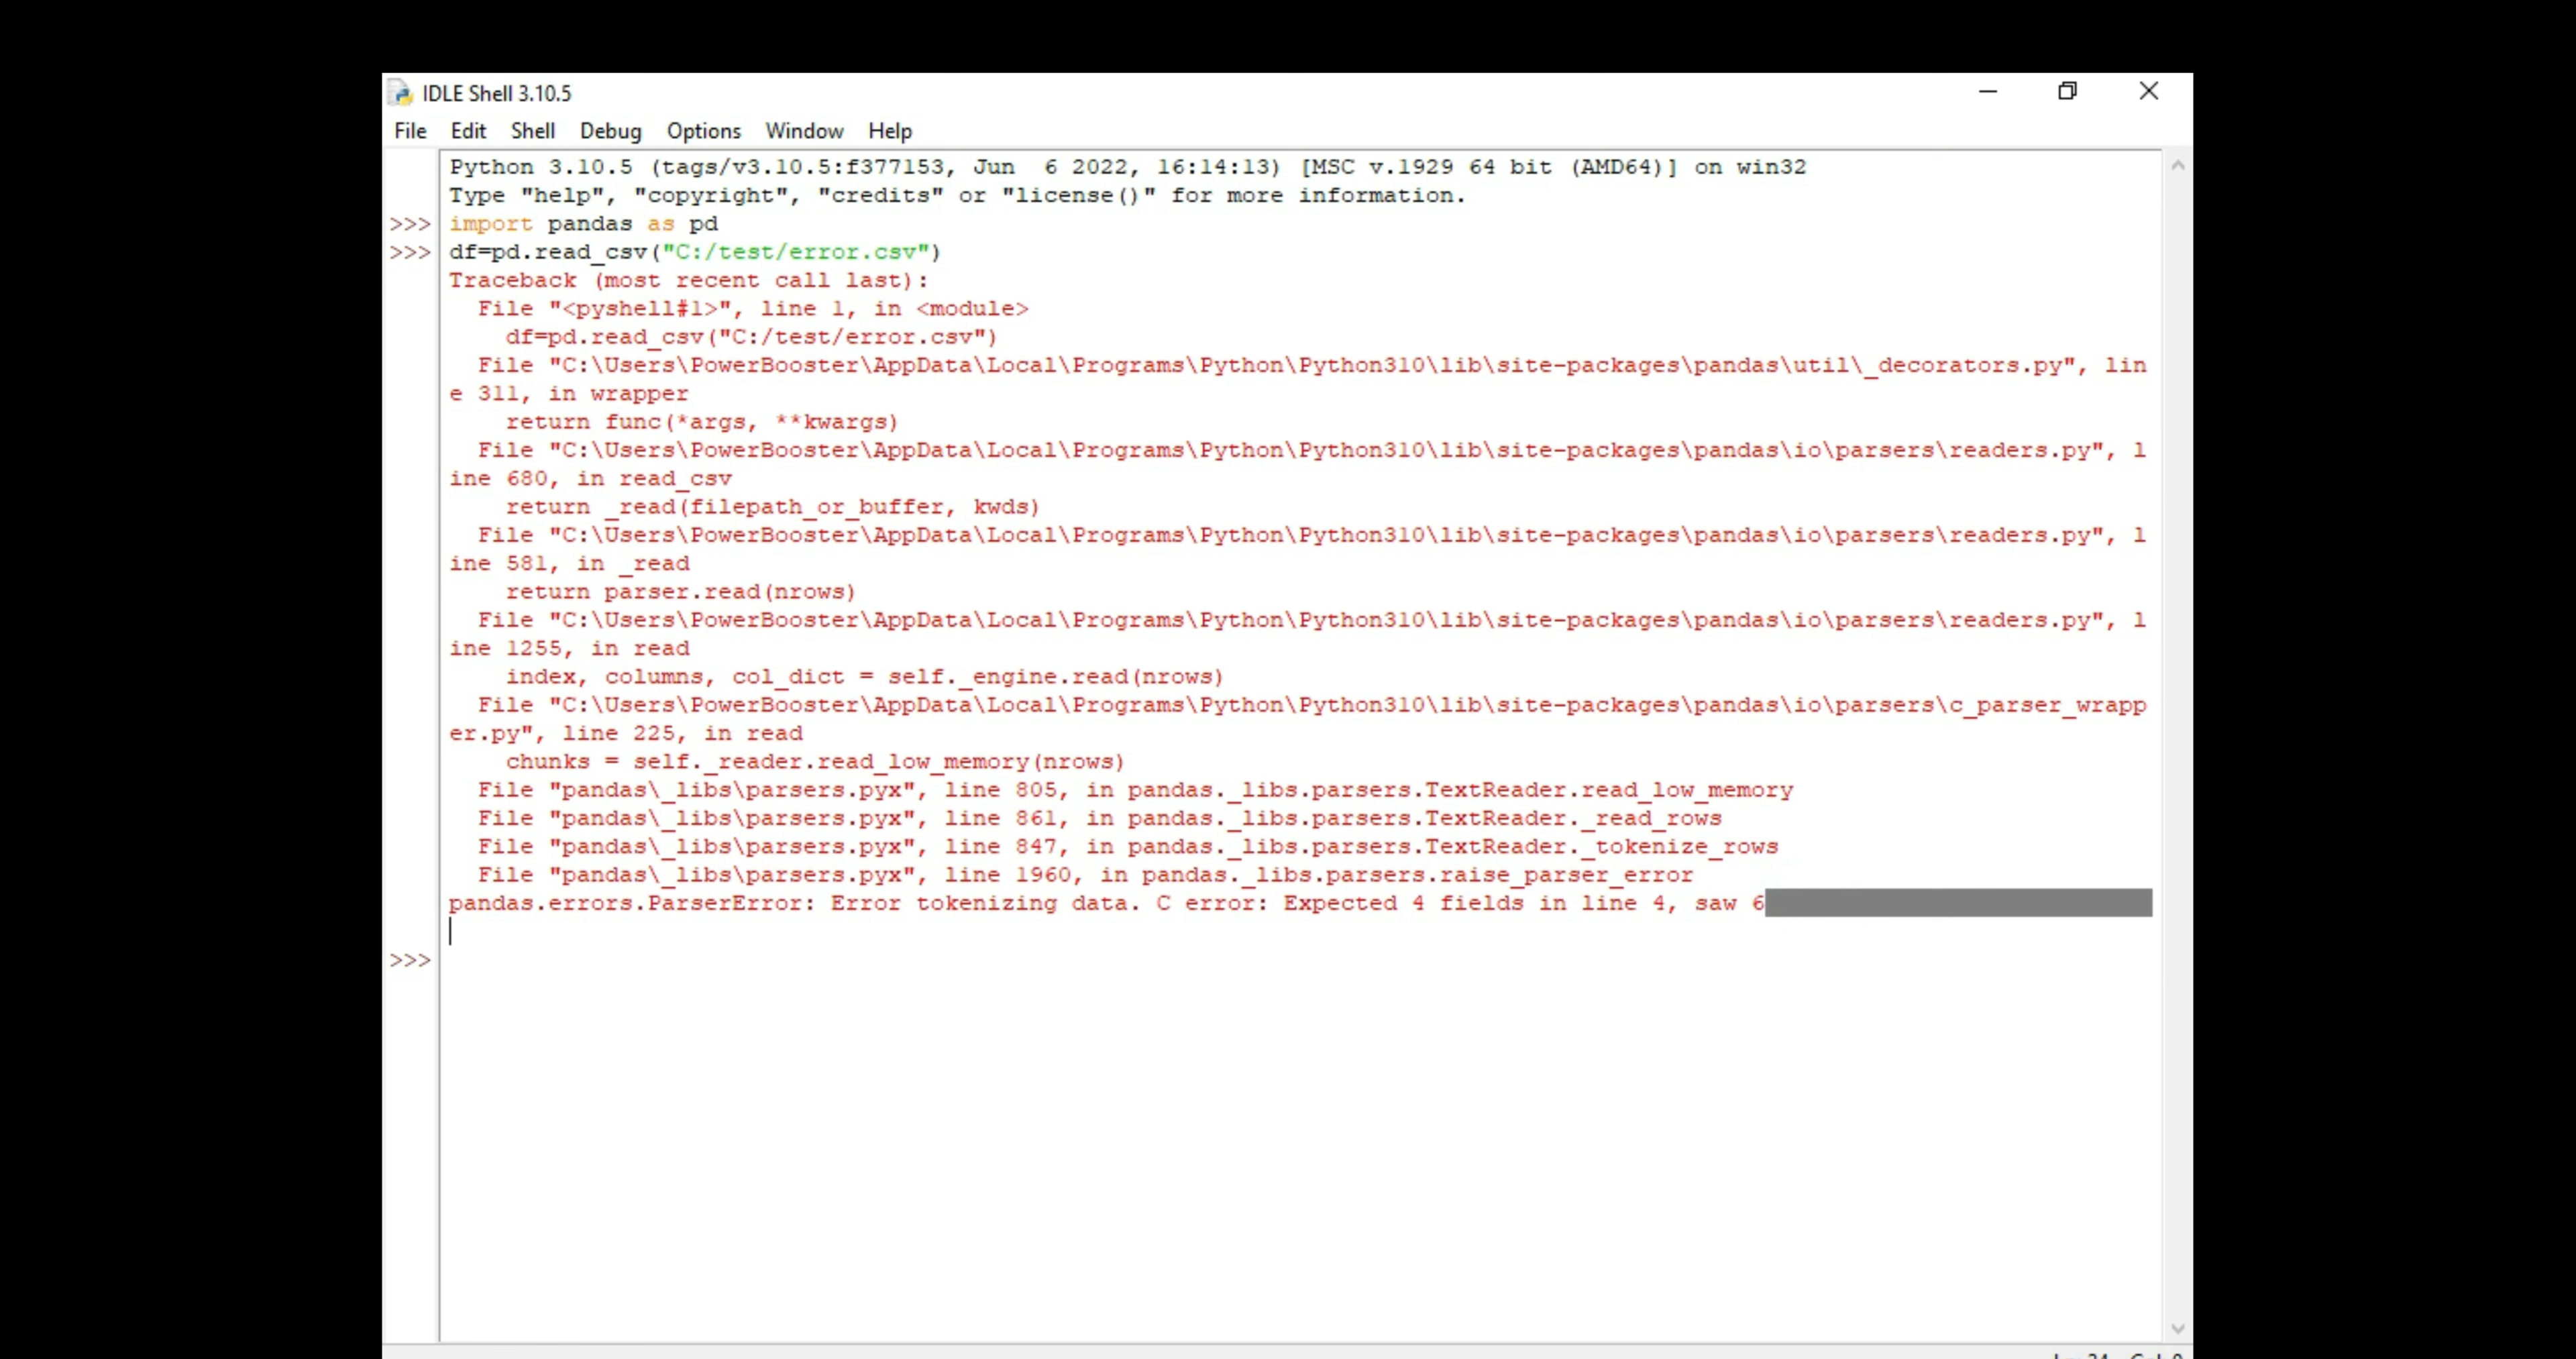 IDLE Shell 3.10.5
File Edit Shell Debug Options Window Help
Python 3.10.5 (tags/v3.10.5:f377153, Jun  6 2022, 16:14:13) [MSC v.1929 64 bit (AMD64)] on win32
Type "help", "copyright", "credits" or "license()" for more information.
>>> import pandas as pd
>>> df=pd.read_csv("C:/test/error.csv")
Traceback (most recent call last):
  File "<pyshell#1>", line 1, in <module>
    df=pd.read_csv("C:/test/error.csv")
  File "C:\Users\PowerBooster\AppData\Local\Programs\Python\Python310\lib\site-packages\pandas\util\_decorators.py", lin
e 311, in wrapper
    return func(*args, **kwargs)
  File "C:\Users\PowerBooster\AppData\Local\Programs\Python\Python310\lib\site-packages\pandas\io\parsers\readers.py", l
ine 680, in read_csv
    return _read(filepath_or_buffer, kwds)
  File "C:\Users\PowerBooster\AppData\Local\Programs\Python\Python310\lib\site-packages\pandas\io\parsers\readers.py", l
ine 581, in _read
    return parser.read(nrows)
  File "C:\Users\PowerBooster\AppData\Local\Programs\Python\Python310\lib\site-packages\pandas\io\parsers\readers.py", l
ine 1255, in read
    index, columns, col_dict = self._engine.read(nrows)
  File "C:\Users\PowerBooster\AppData\Local\Programs\Python\Python310\lib\site-packages\pandas\io\parsers\c_parser_wrapp
er.py", line 225, in read
    chunks = self._reader.read_low_memory(nrows)
  File "pandas\_libs\parsers.pyx", line 805, in pandas._libs.parsers.TextReader.read_low_memory
  File "pandas\_libs\parsers.pyx", line 861, in pandas._libs.parsers.TextReader._read_rows
  File "pandas\_libs\parsers.pyx", line 847, in pandas._libs.parsers.TextReader._tokenize_rows
  File "pandas\_libs\parsers.pyx", line 1960, in pandas._libs.parsers.raise_parser_error
pandas.errors.ParserError: Error tokenizing data. C error: Expected 4 fields in line 4, saw 6
>>>